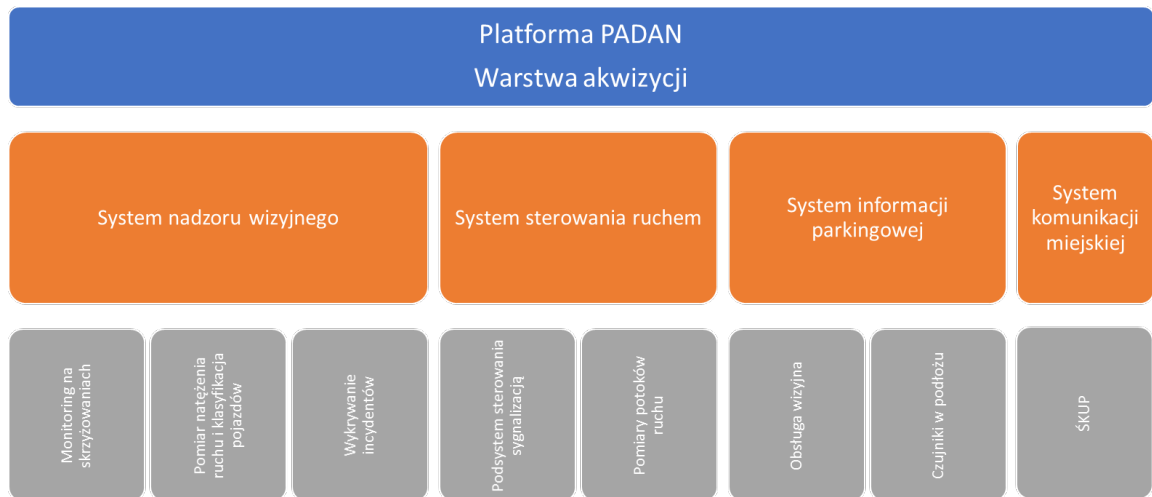 Platforma PADAN
Warstwa akwizycji
System nadzoru wizyjnego
System sterowania ruchem
System informacji
parkingowej
System
komunikacji
miejskiej
Monitoring na
skrzyżowaniach
Pomiar natężenia
ruchu i klasyfikacja
pojazdów
Wykrywanie
incydentów
Podsystem sterowania
sygnalizacją
Pomiary potoków
ruchu
Obsługa wizyjna
Czujniki w podłożu
ŚKUP